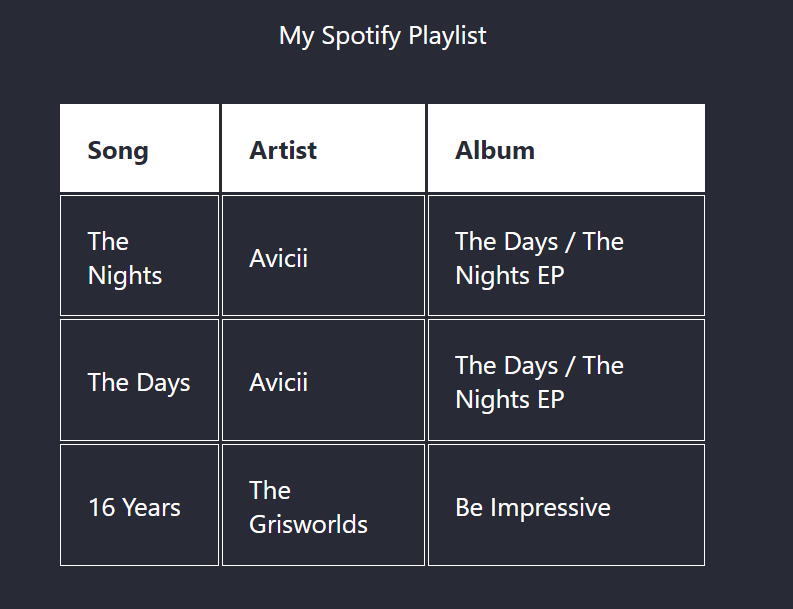 My Spotify Playlist
Song Artist Album
The
Nights
Avicii
The Days / The
Nights EP
The Days
Avicii
The Days / The
Nights EP
16 Years
The
Grisworlds
Be Impressive